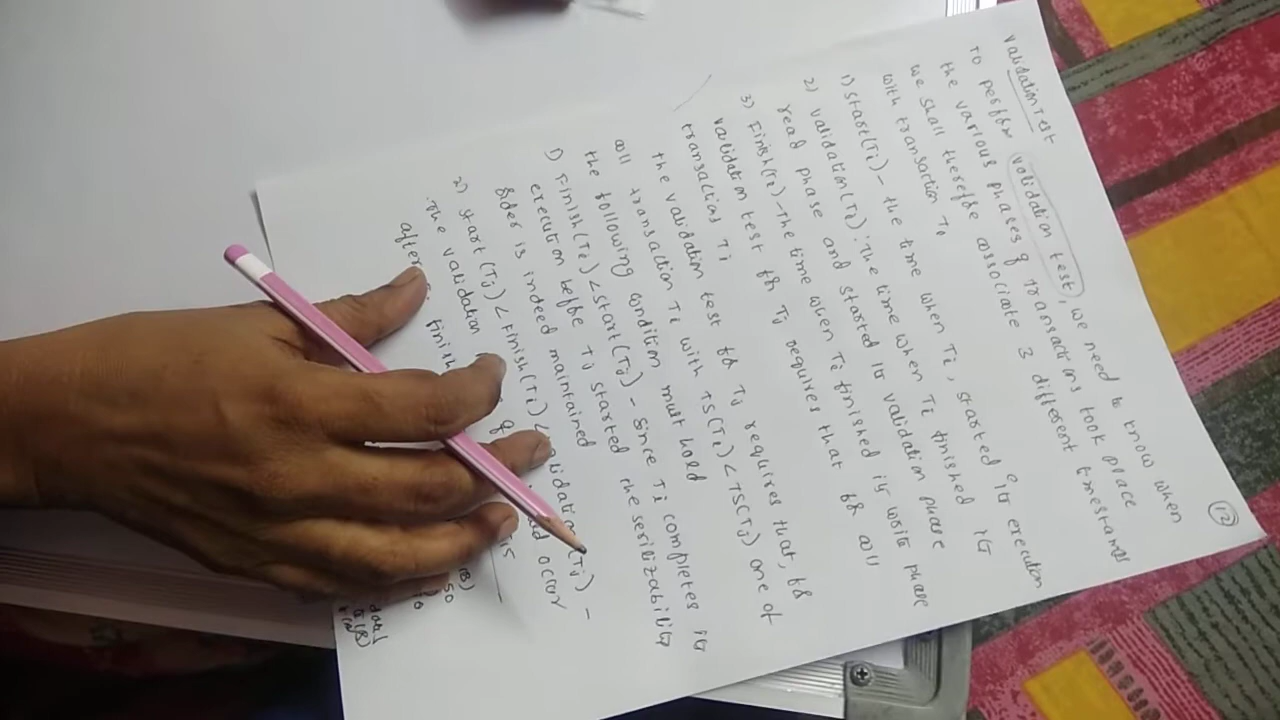 12
Validation Test
To perform validation test, we need to know when
the various phases of transactions took place
we shall therefore associate 3 different timestamps
with transaction Ti
1) Start(Ti) - the time when Ti, started its execution
2) Validation(Ti) : The time when Ti finished its
read phase and started its validation phase
3) Finish(Ti) - The time when Ti finished its write phase
Validation test for Tj requires that for all
transactions Ti
the validation test for Tj requires that, for
all transaction Ti with TS(Ti) < TS(Tj) one of
the following condition must hold
1) Finish(Ti) < Start(Tj) - Since Ti completes its
execution before Tj started the serilizability
order is indeed maintained
2) Start(Tj) < Finish(Ti) < validation(Tj) -
The validation of occur
after finish